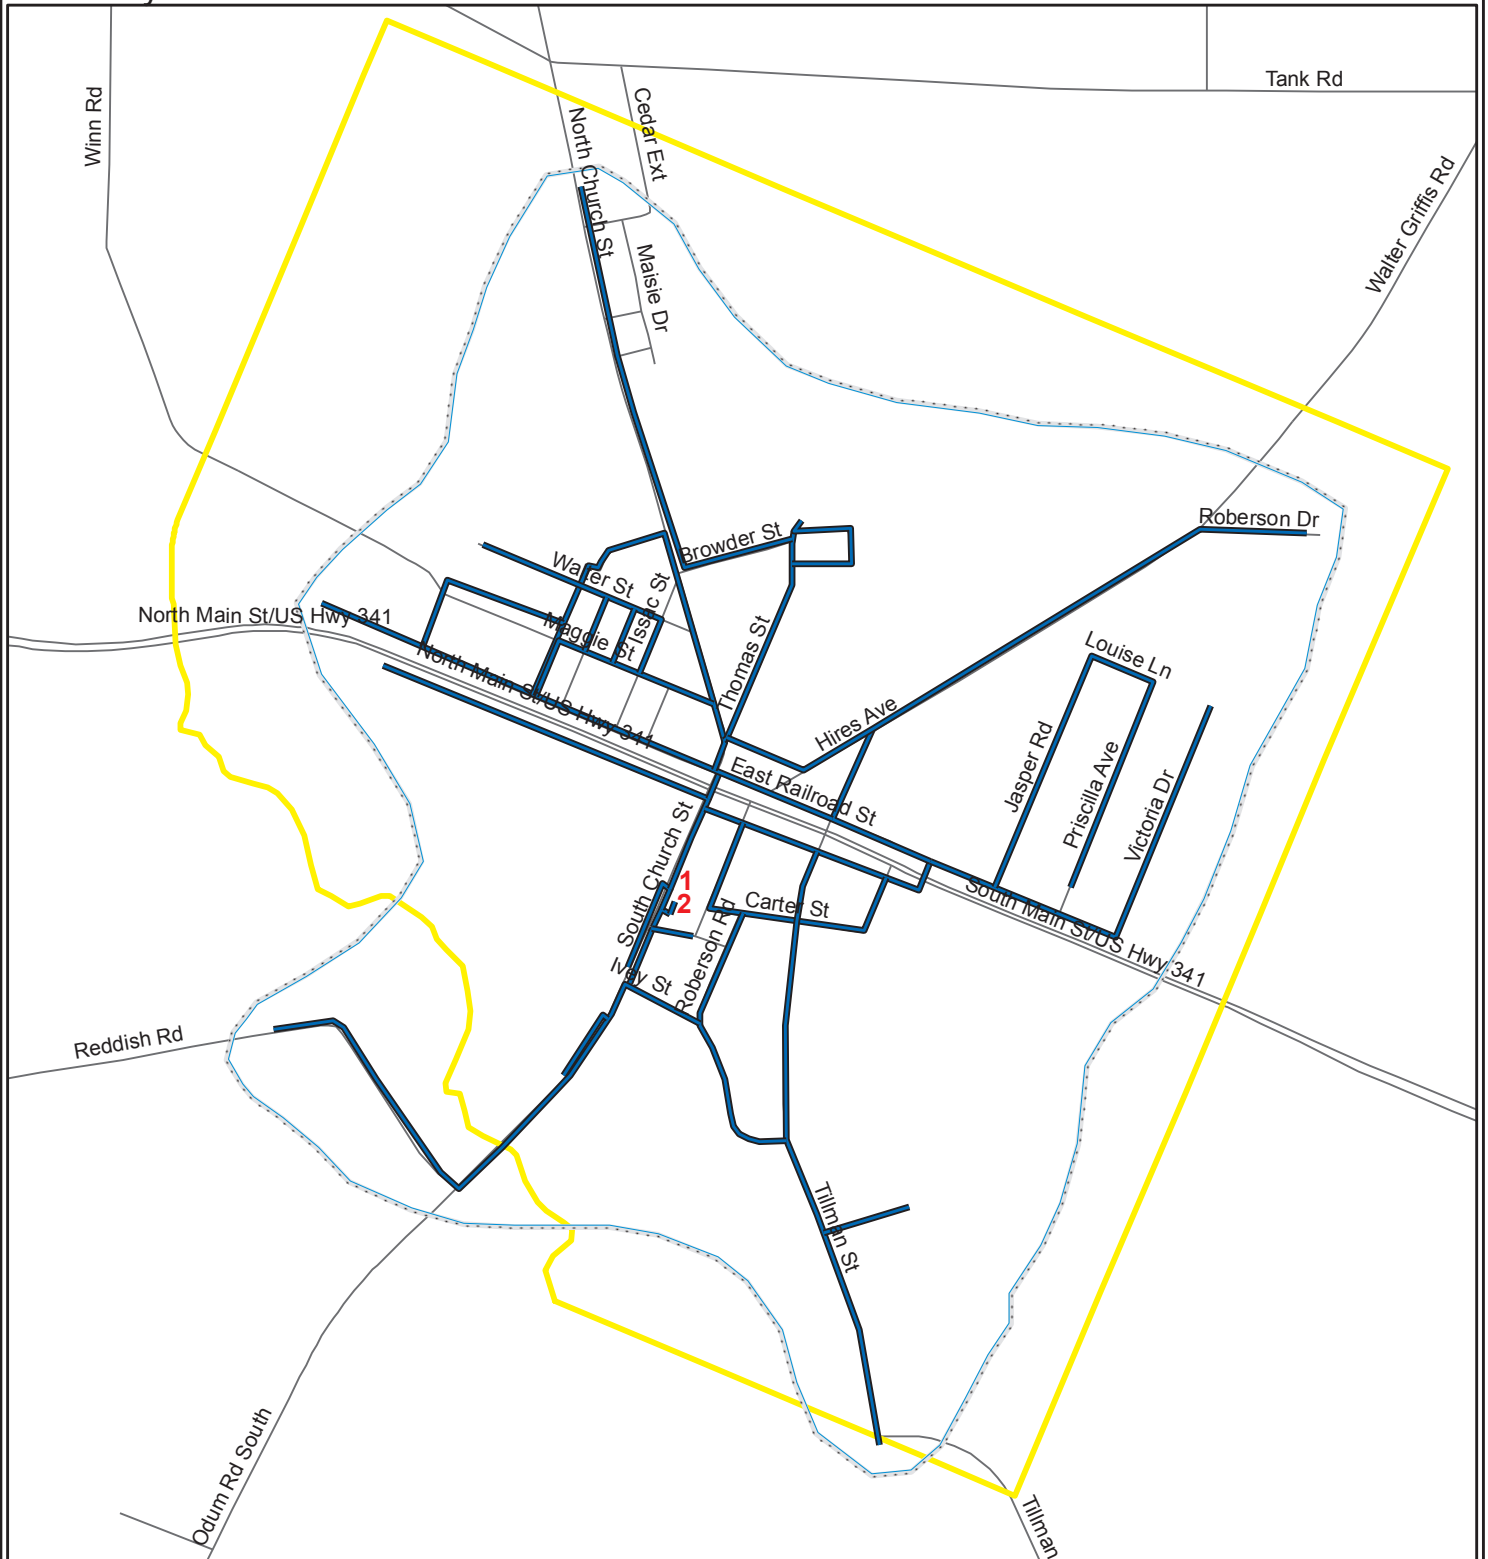 Tank Rd
Winn Rd
Cedar Ext
North Church St
Walter Griffis Rd
Maisie Dr
Roberson Dr
Browder St
Walter St
Issac St
North Main St/US Hwy 341
Maggie St
Thomas St
Louise Ln
North Main St/US Hwy 341
Hires Ave
Jasper Rd
Priscilla Ave
Victoria Dr
East Railroad St
South Church St
1
2
Carter St
South Main St/US Hwy 341
Roberson Rd
Ivey St
Reddish Rd
Tillman St
Odum Rd South
Tillman